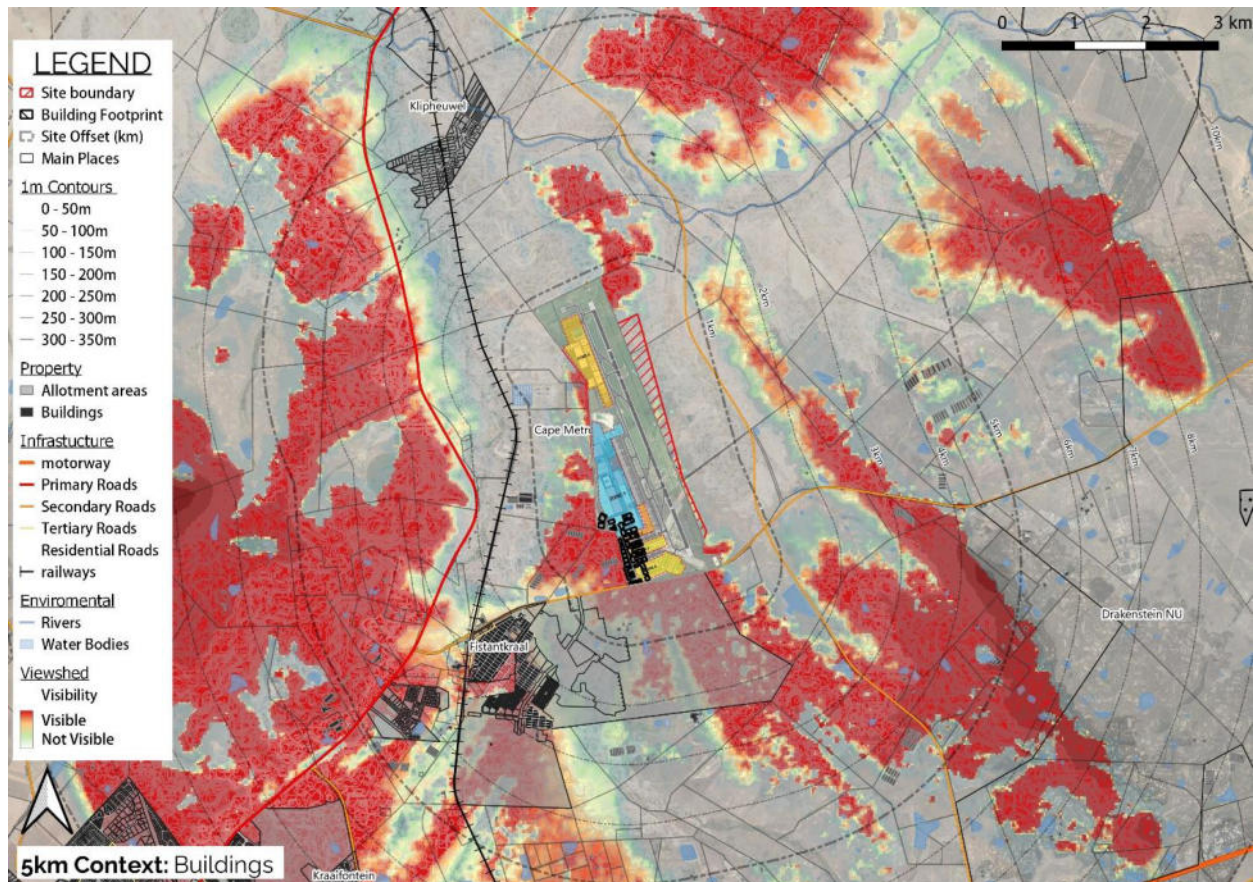 0 1 2 3 km
LEGEND
Site boundary
Building Footprint
Site Offset (km)
Main Places
1m Contours
0 - 50m
50 - 100m
100 - 150m
150 - 200m
200 - 250m
250 - 300m
300 - 350m
Property
Allotment areas
Buildings
Infrastucture
motorway
Primary Roads
Secondary Roads
Tertiary Roads
Residential Roads
railways
Enviromental
Rivers
Water Bodies
Viewshed
Visibility
Visible
Not Visible
5km Context: Buildings
Klipheuwel
10km
2km
1km
Cape Metro
3km
4km
5km
6km
7km
8km
Fistantkraal
Drakenstein NU
Kraaifontein